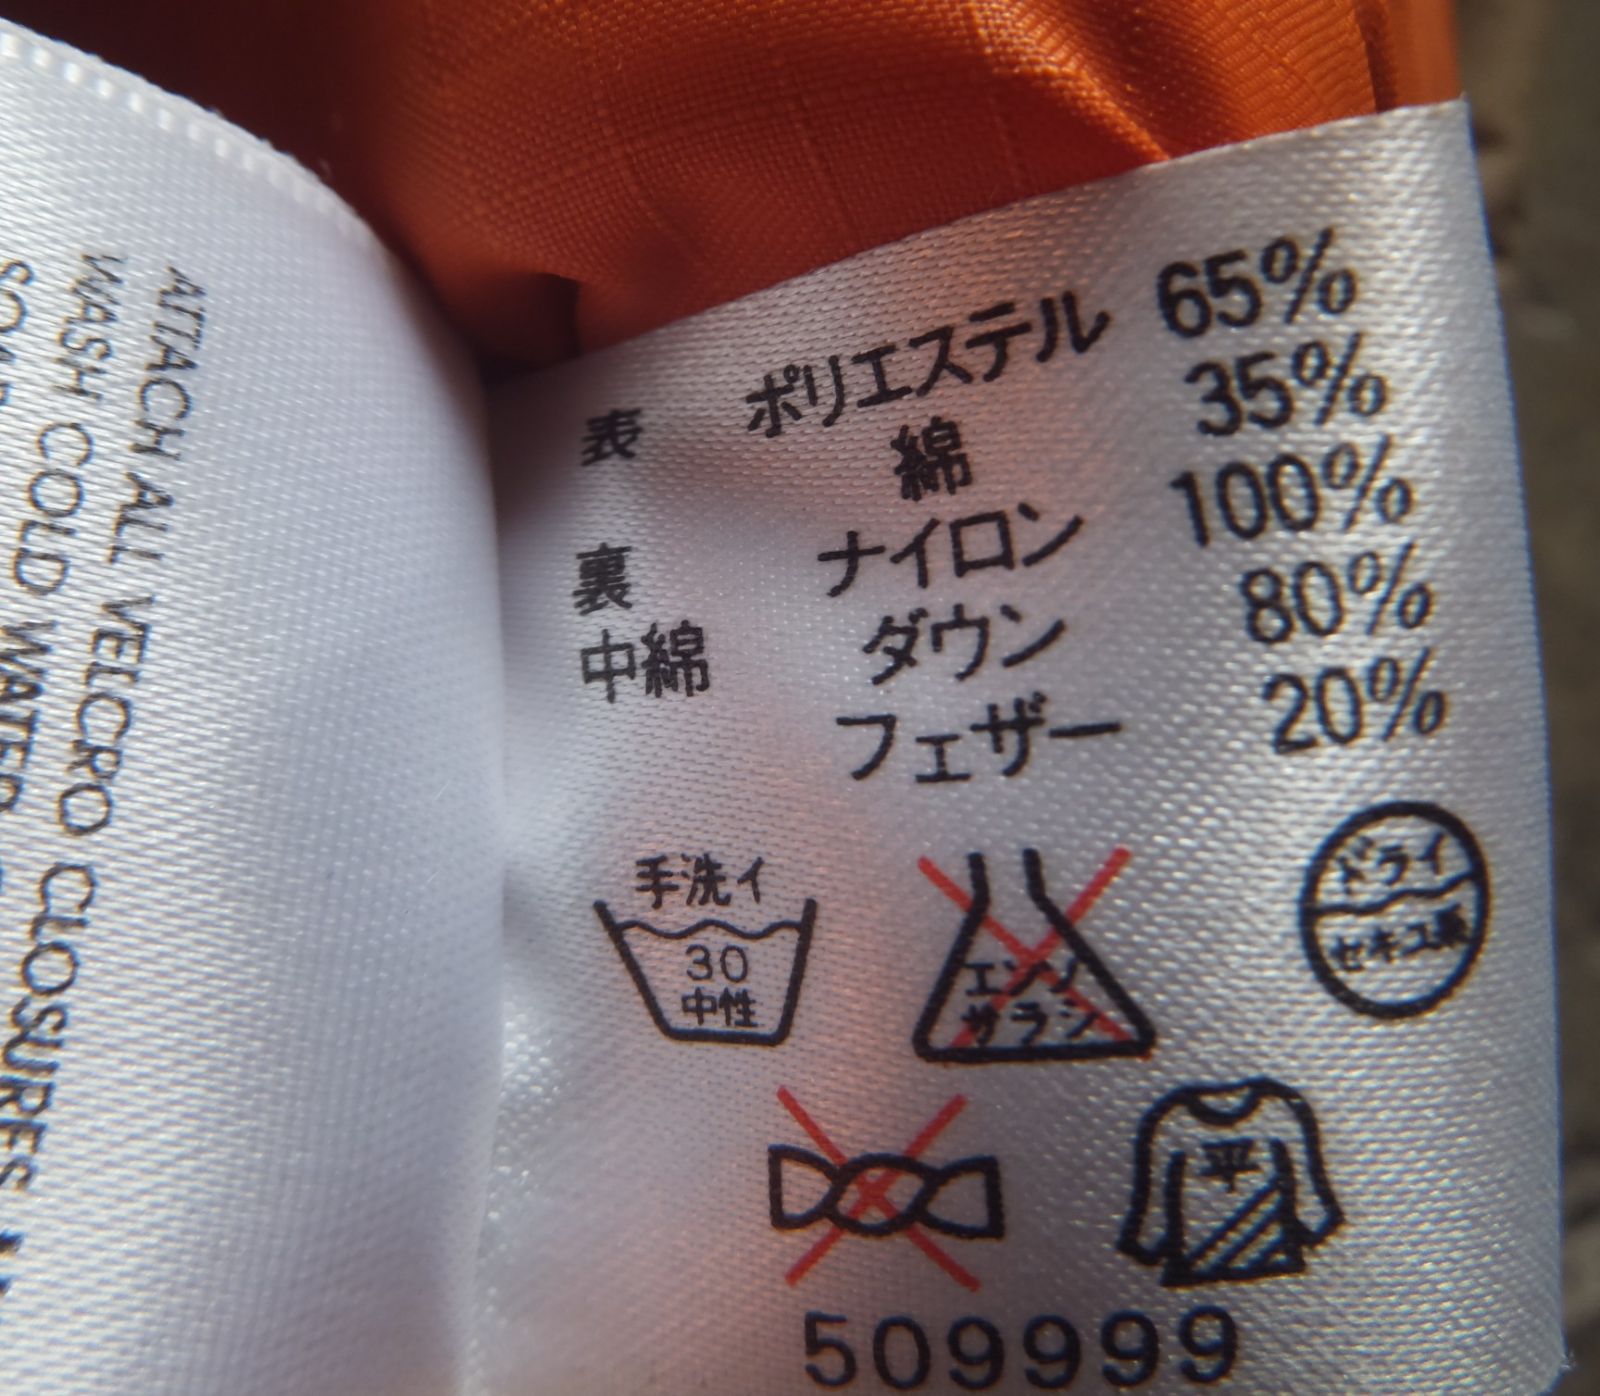 ATTACH ALL VELCRO CLOSURES
WASH COLD WATER
表 ポリエステル 65%
綿 35%
裏 ナイロン 100%
中綿 ダウン 80%
フェザー 20%
手洗イ
30
中性
エンソ
サラシ
ドライ
セキユ系
平
509999